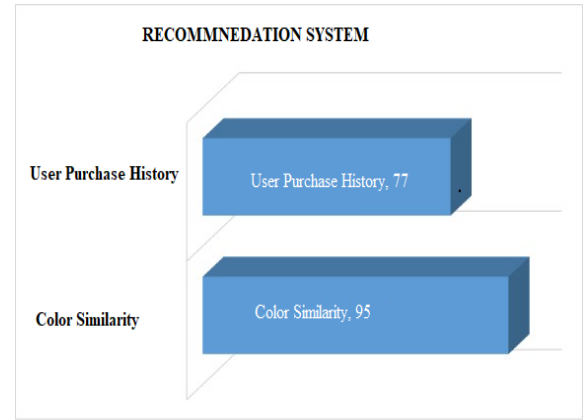 RECOMMNEDATION SYSTEM
User Purchase History
User Purchase History, 77
Color Similarity
Color Similarity, 95